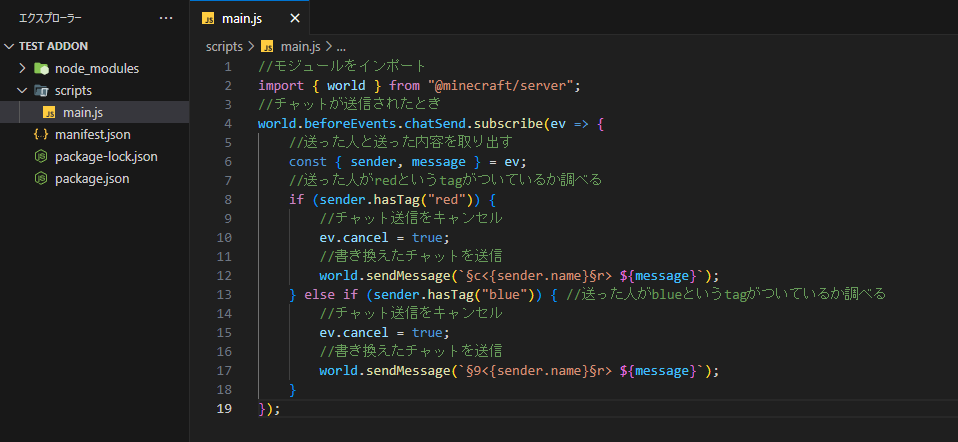 エクスプローラー ...
TEST ADDON
node_modules
scripts
JS main.js
{} manifest.json
package-lock.json
package.json
JS main.js ×
scripts > JS main.js > ...
1 //モジュールをインポート
2 import { world } from "@minecraft/server";
3 //チャットが送信されたとき
4 world.beforeEvents.chatSend.subscribe(ev => {
5 //送った人と送った内容を取り出す
6 const { sender, message } = ev;
7 //送った人がredというtagがついているか調べる
8 if (sender.hasTag("red")) {
9 //チャット送信をキャンセル
10 ev.cancel = true;
11 //書き換えたチャットを送信
12 world.sendMessage(`§c<{sender.name}§r> ${message}`);
13 } else if (sender.hasTag("blue")) { //送った人がblueというtagがついているか調べる
14 //チャット送信をキャンセル
15 ev.cancel = true;
16 //書き換えたチャットを送信
17 world.sendMessage(`§9<{sender.name}§r> ${message}`);
18 }
19 });